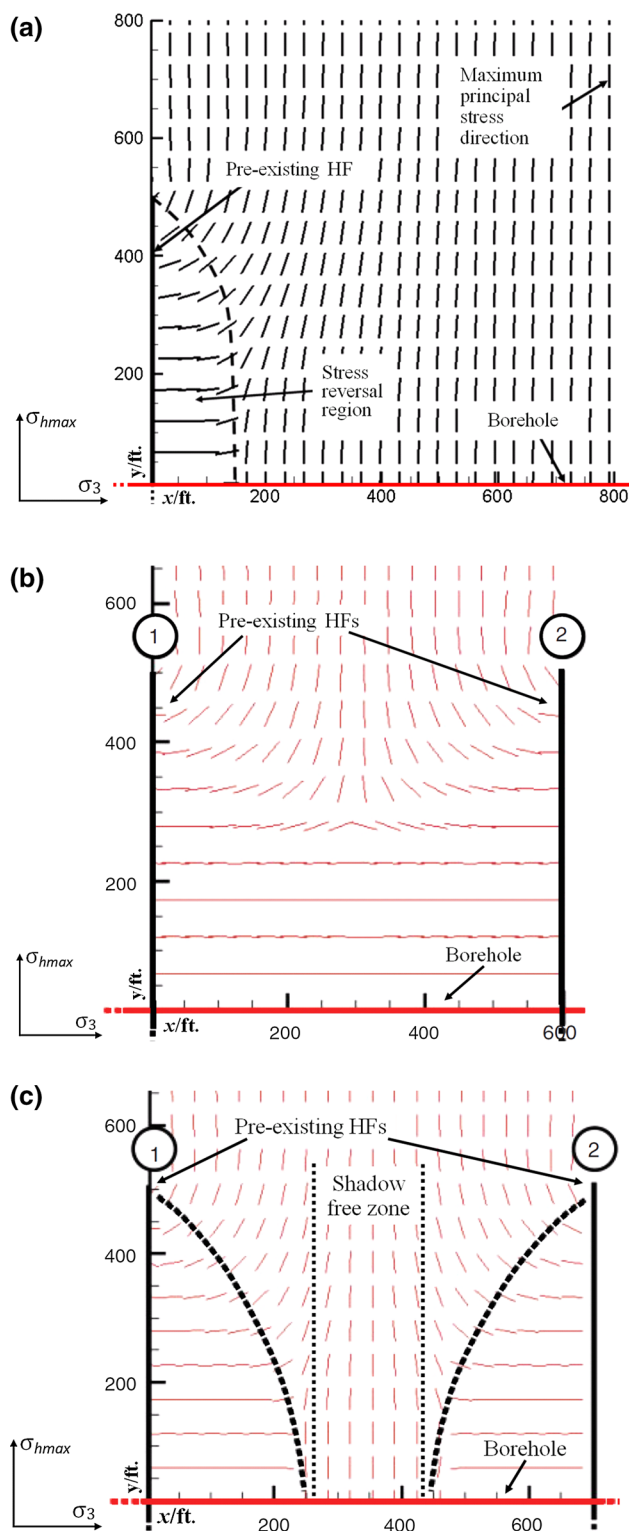 (a)
800
Maximum
principal
stress
direction
600
Pre-existing HF
400
Stress
reversal
region
200
σhmax
Borehole
y/ft.
σ3
x/ft.
200
400
600
800
(b)
600
1
Pre-existing HFs
2
400
200
σhmax
Borehole
y/ft.
σ3
x/ft.
200
400
600
(c)
600
Pre-existing HFs
1
2
Shadow
free zone
400
200
σhmax
Borehole
y/ft.
σ3
x/ft.
200
400
600